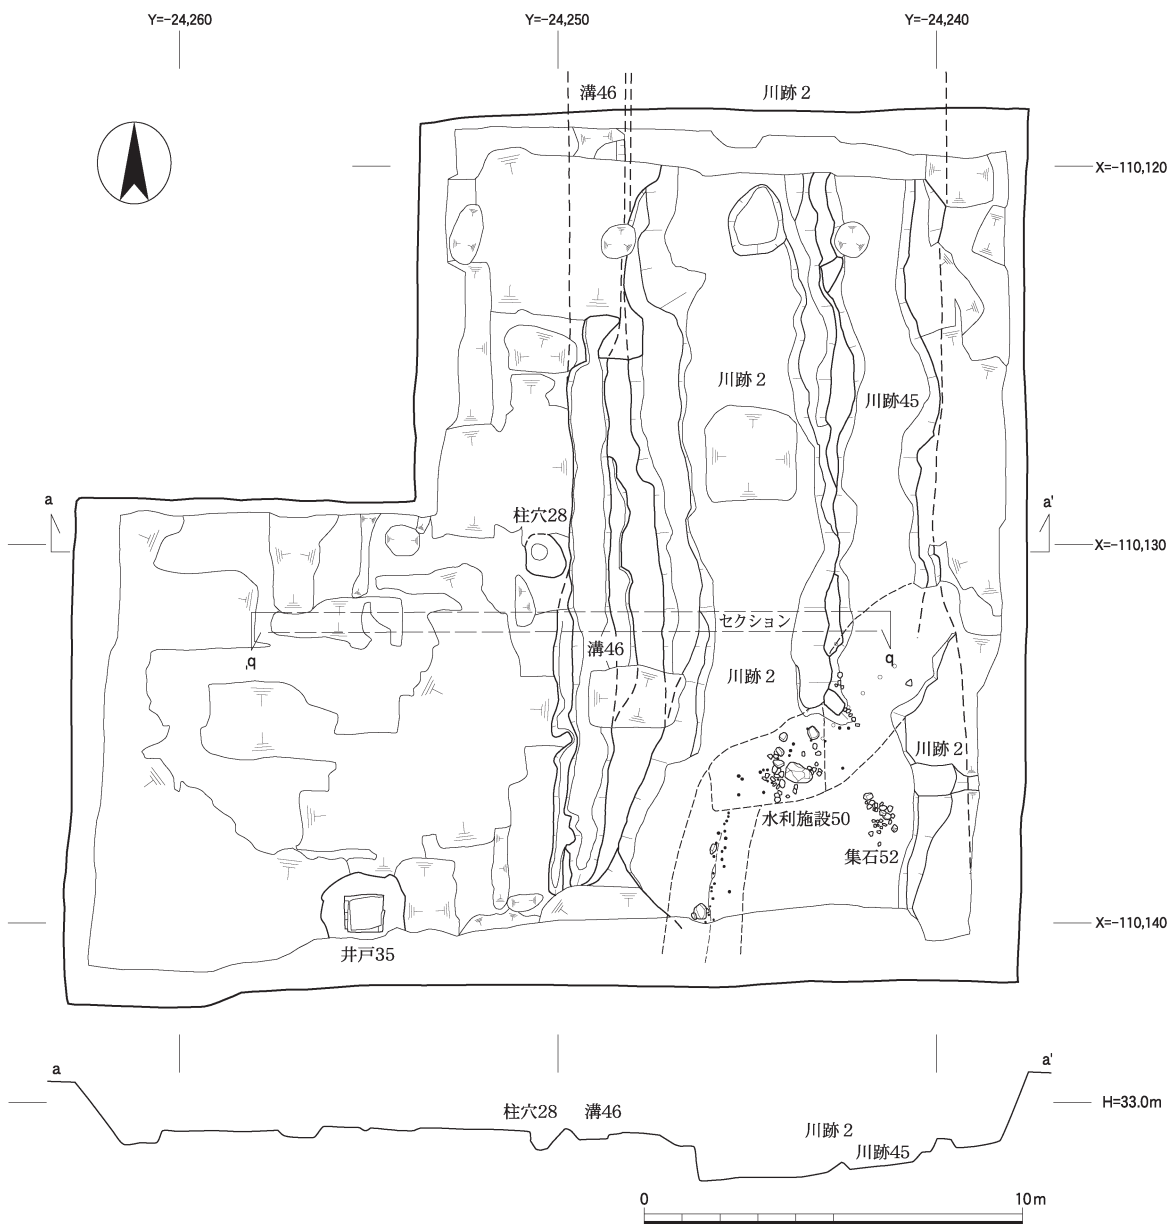 Y=−24,260
Y=−24,250
Y=−24,240
溝46
川跡２
X=−110,120
川跡２
川跡45
a
a'
柱穴28
X=−110,130
セクション
溝46
b'
b
川跡２
川跡２
水利施設50
集石52
X=−110,140
井戸35
a
a'
柱穴28
溝46
H=33.0m
川跡２
川跡45
0
10m